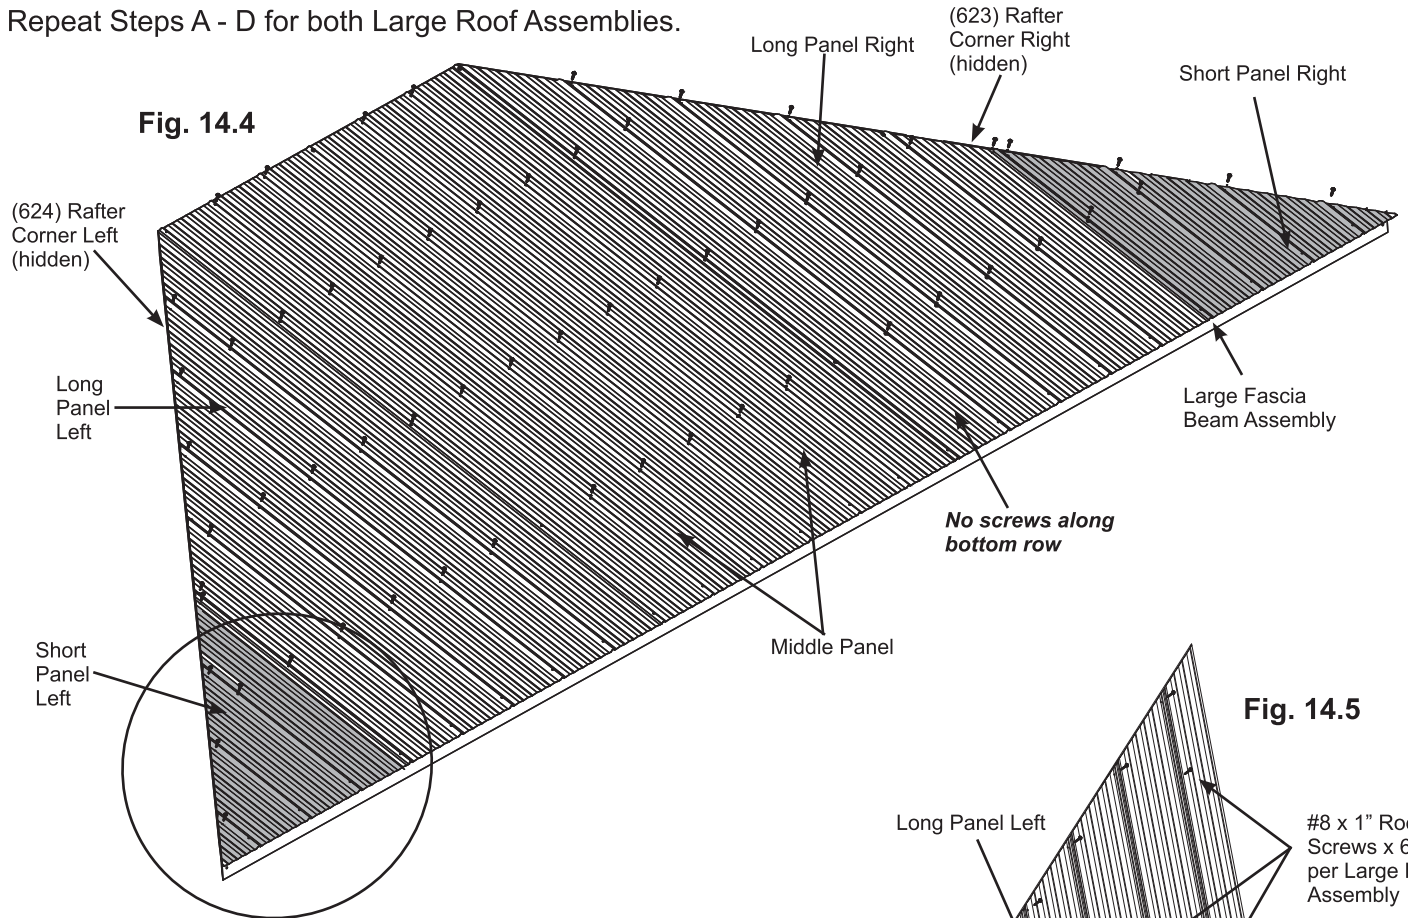 Repeat Steps A - D for both Large Roof Assemblies.
Fig. 14.4
Long Panel Right
(623) Rafter
Corner Right
(hidden)
Short Panel Right
(624) Rafter
Corner Left
(hidden)
Long
Panel
Left
Large Fascia
Beam Assembly
No screws along
bottom row
Short
Panel
Left
Middle Panel
Fig. 14.5
Long Panel Left
#8 x 1”
Screws x
per Large
Assembly